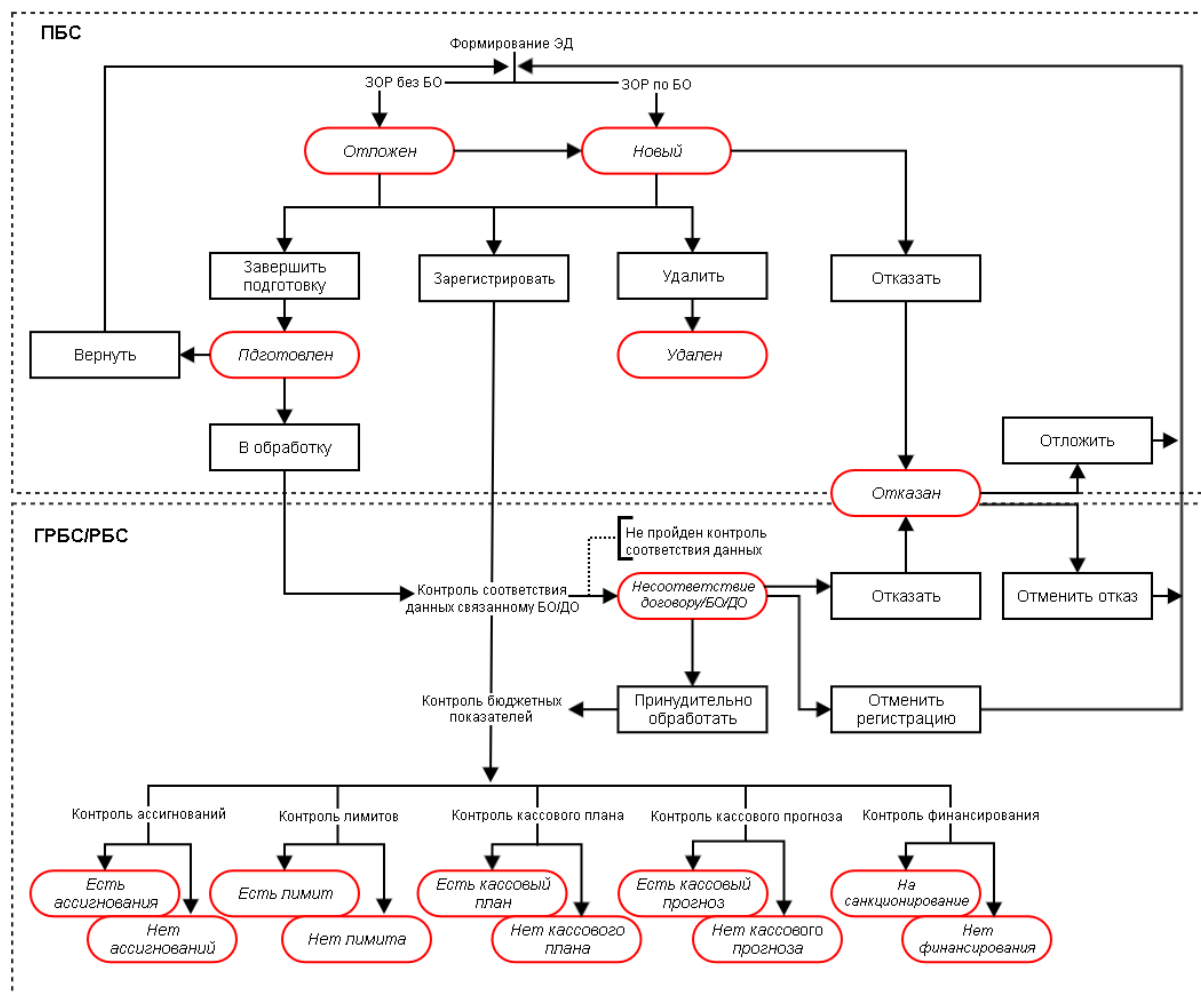 ПБС
Формирование ЭД
ЗОР без БО
ЗОР по БО
Отложен
Новый
Завершить
подготовку
Зарегистрировать
Удалить
Отказать
Вернуть
Пдготовлен
Удален
В обработку
Отложить
Отказан
ГРБС/РБС
Не пройден контроль
соответствия данных
Контроль соответствия
данных связанному БО/ДО
Несоответствие
договору/БО/ДО
Отказать
Отменить отказ
Контроль бюджетных
показателей
Принудительно
обработать
Отменить
регистрацию
Контроль ассигнований
Контроль лимитов
Контроль кассового плана
Контроль кассового прогноза
Контроль финансирования
Есть
ассигнования
Нет
ассигнований
Есть лимит
Нет лимита
Есть кассовый
план
Нет кассового
плана
Есть кассовый
прогноз
Нет кассового
прогноза
На
санкционирование
Нет
финансирования